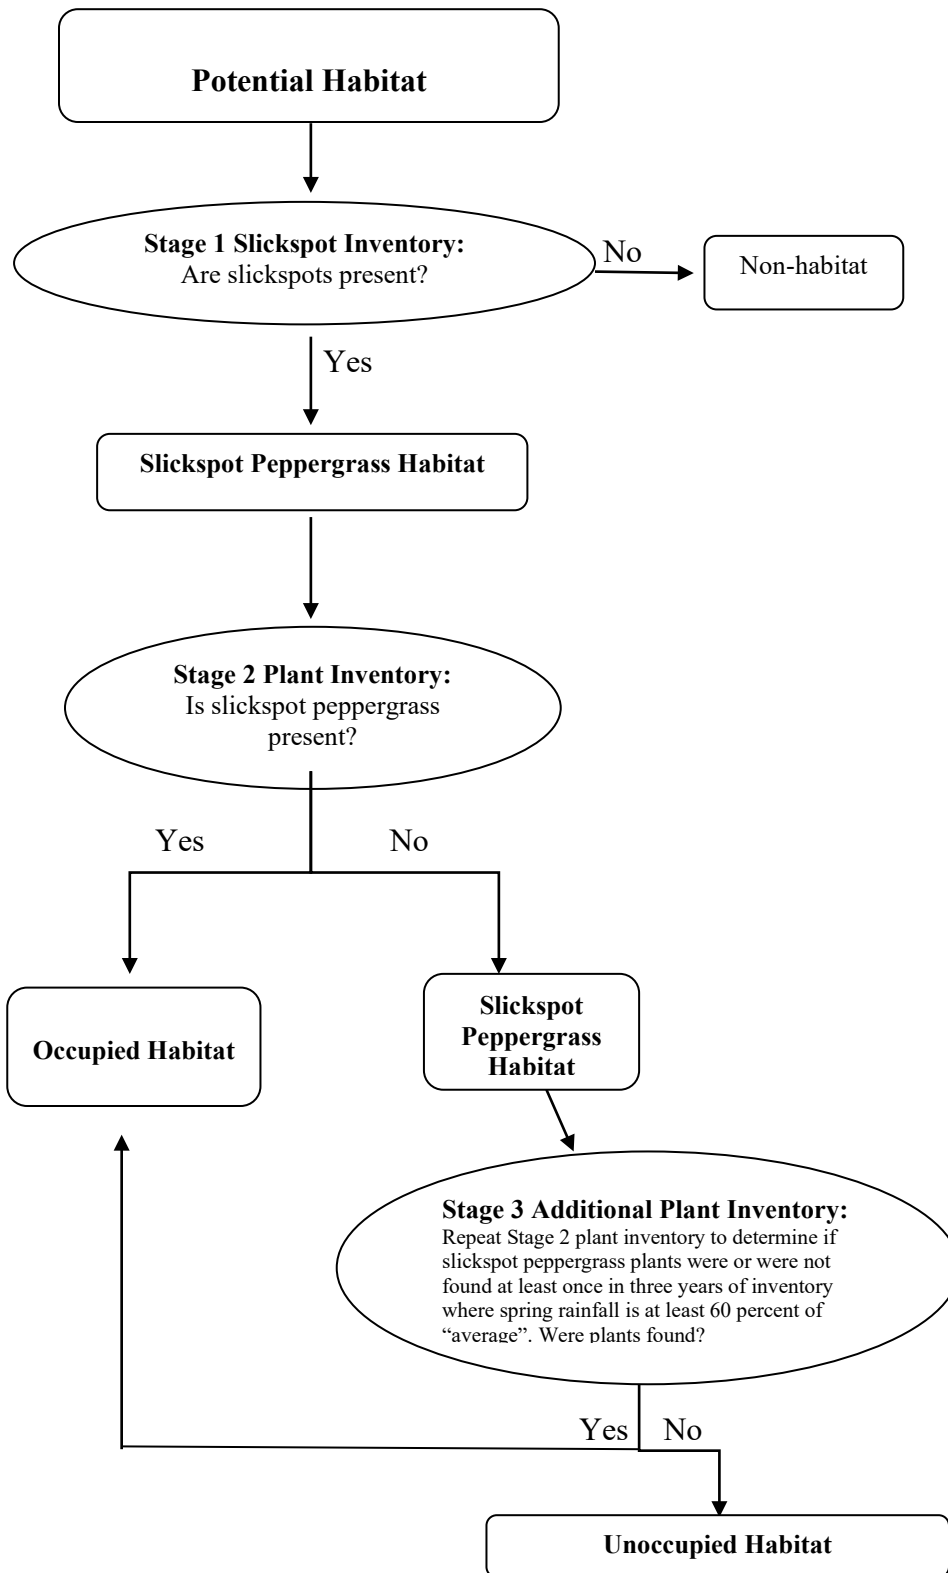 Potential Habitat
Stage 1 Slickspot Inventory:
Are slickspots present?
No
Non-habitat
Yes
Slickspot Peppergrass Habitat
Stage 2 Plant Inventory:
Is slickspot peppergrass
present?
Yes
No
Occupied Habitat
Slickspot
Peppergrass
Habitat
Stage 3 Additional Plant Inventory:
Repeat Stage 2 plant inventory to determine if
slickspot peppergrass plants were or were not
found at least once in three years of inventory
where spring rainfall is at least 60 percent of
“average”. Were plants found?
Yes
No
Unoccupied Habitat